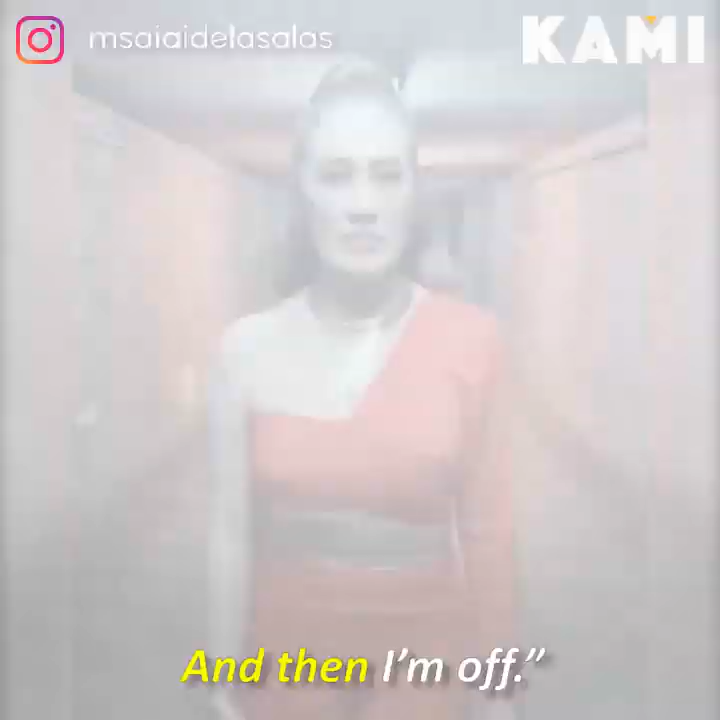 msaiaidelasalas
KAMI
And then I'm off.”